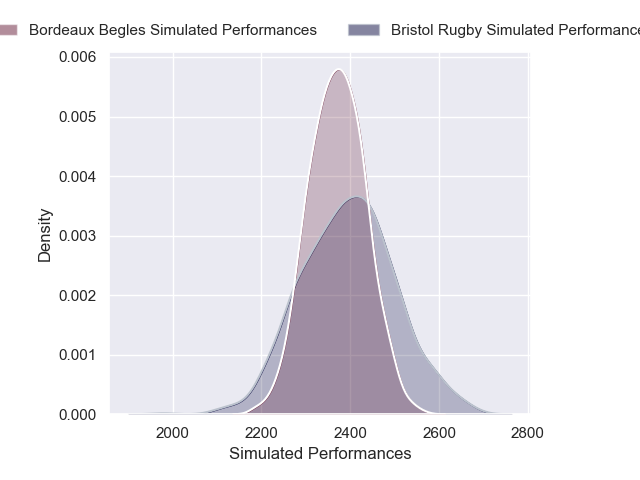 Bordeaux Begles Simulated Performances
Bristol Rugby Simulated Performance
0.006
0.005
0.004
0.003
0.002
0.001
0.000
Density
2000 2200 2400 2600 2800
Simulated Performances